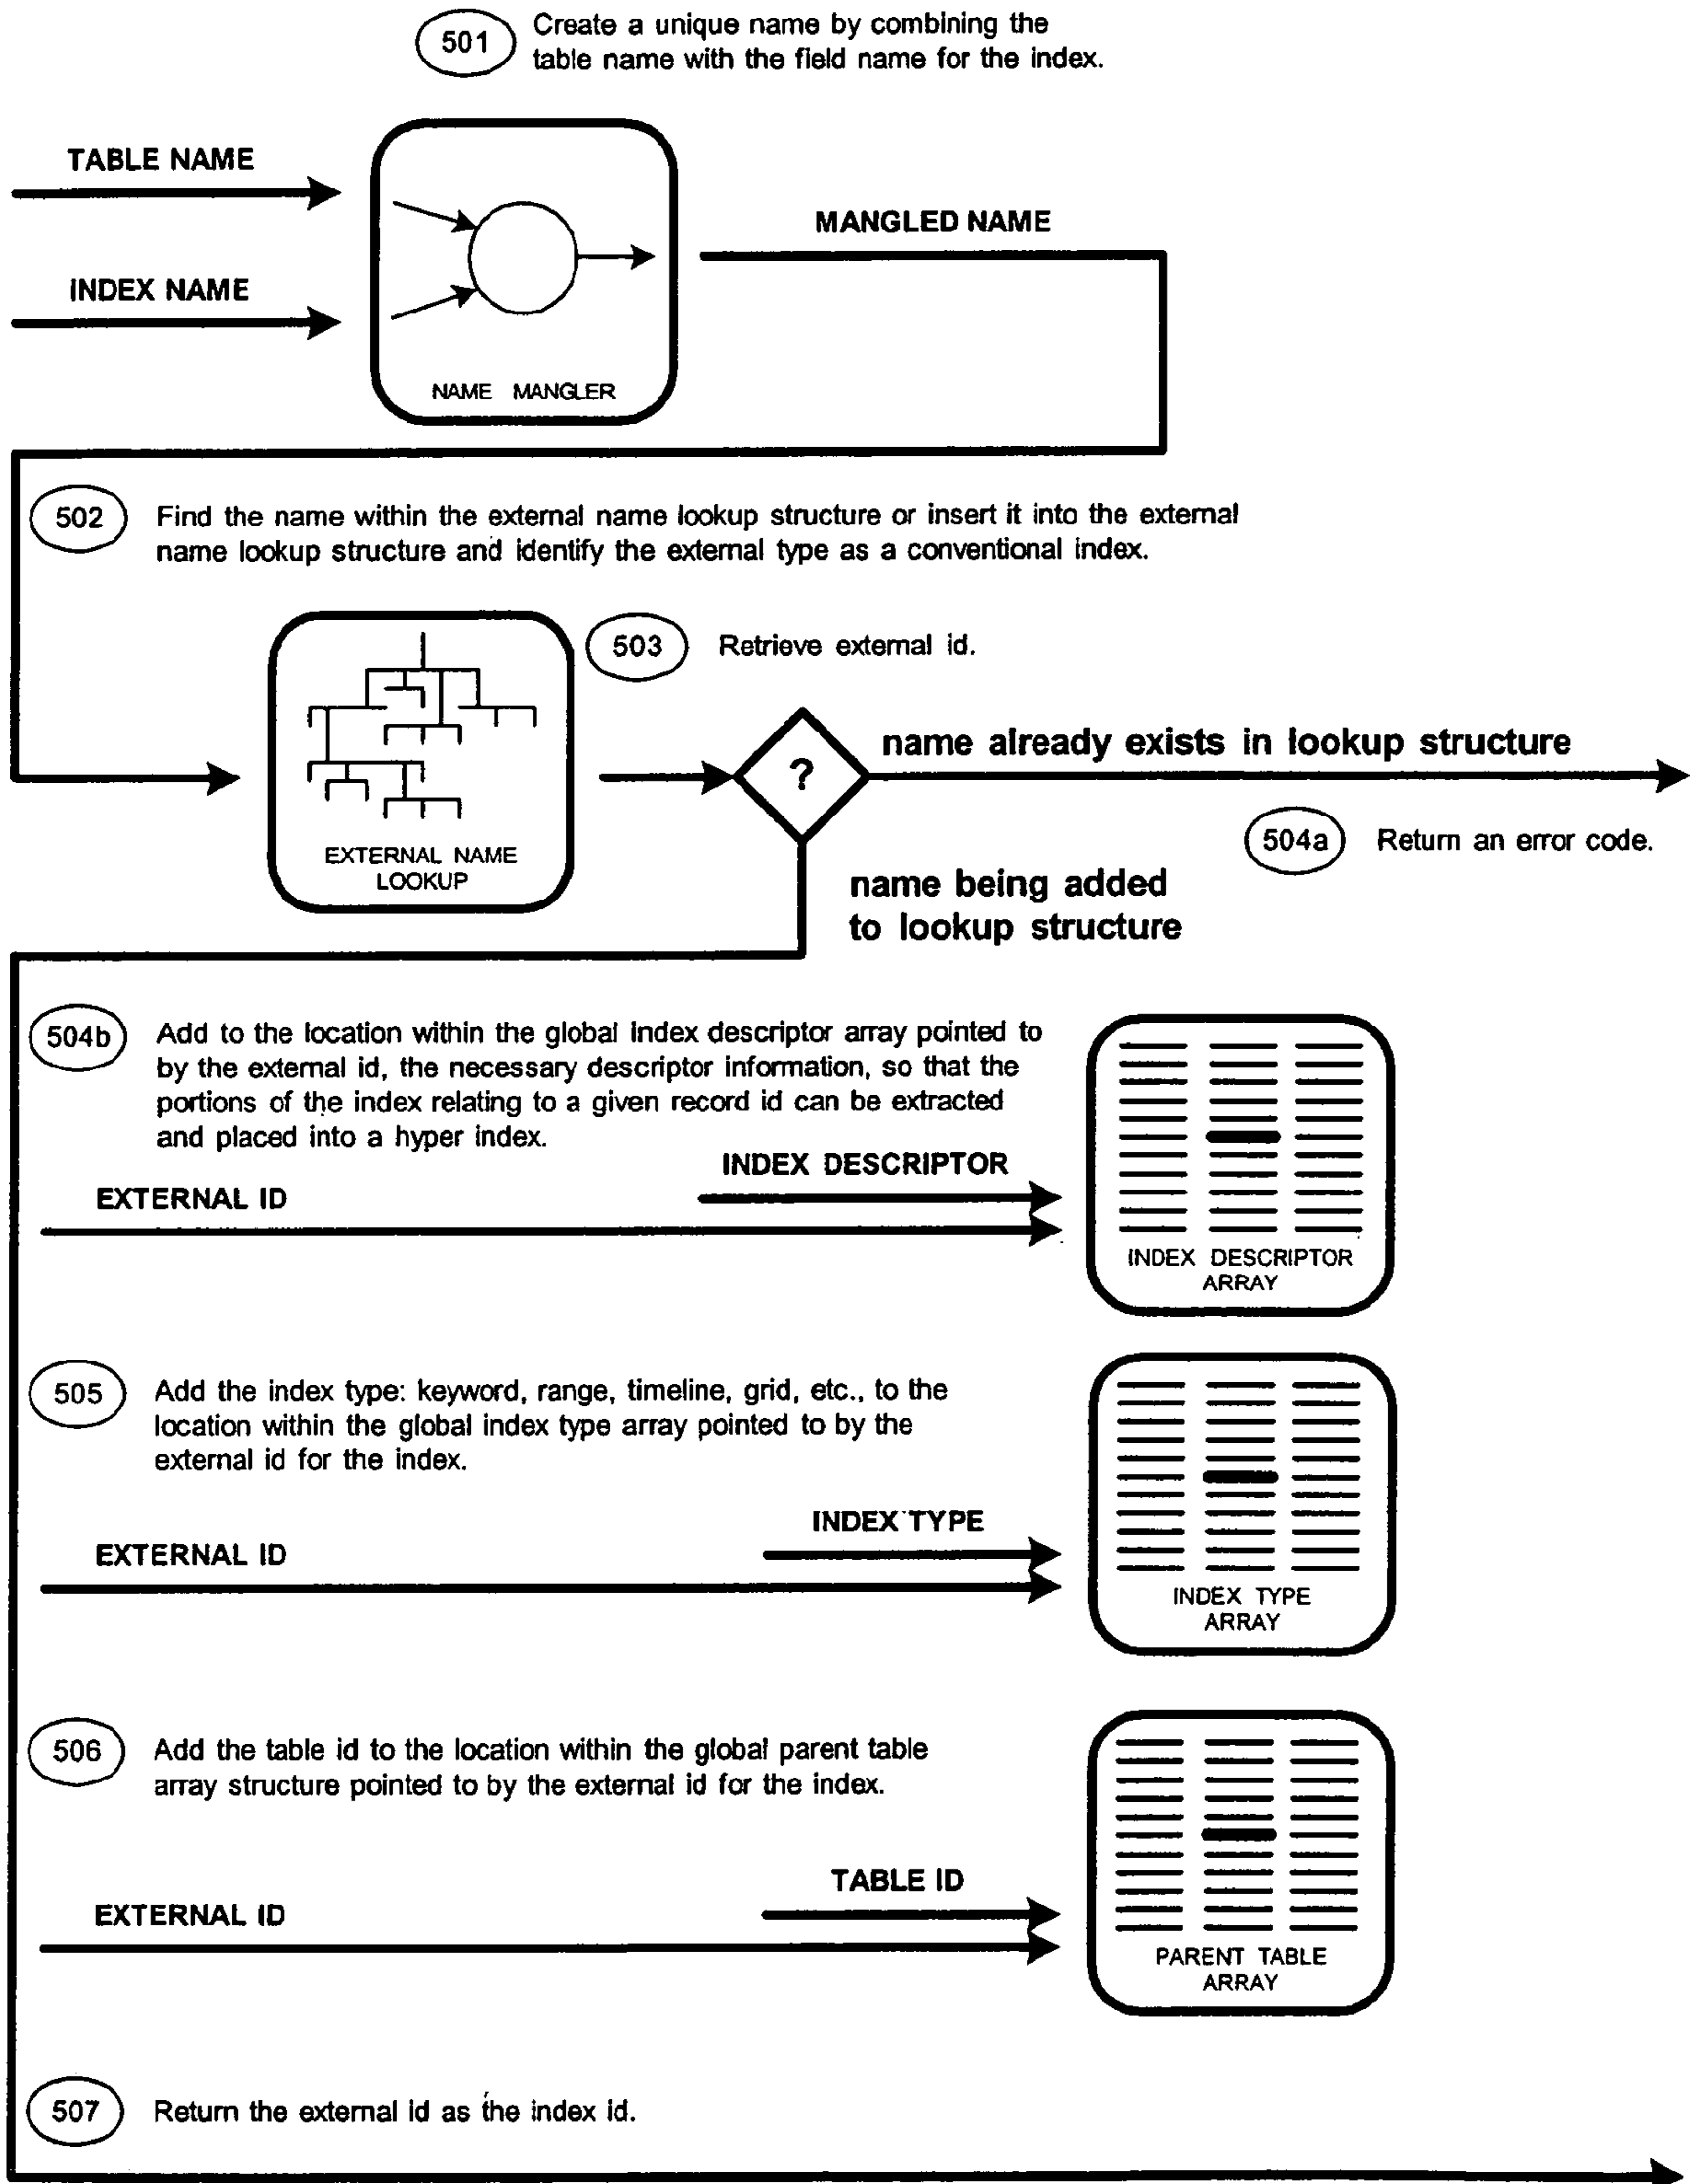 501
Create a unique name by combining the
table name with the field name for the index.
TABLE NAME
INDEX NAME
MANGLED NAME
NAME MANGLER
502
Find the name within the external name lookup structure or insert it into the external
name lookup structure and identify the external type as a conventional index.
503
Retrieve external id.
EXTERNAL NAME
LOOKUP
?
name already exists in lookup structure
504a
Return an error code.
name being added
to lookup structure
504b
Add to the location within the global index descriptor array pointed to
by the external id, the necessary descriptor information, so that the
portions of the index relating to a given record id can be extracted
and placed into a hyper index.
INDEX DESCRIPTOR
EXTERNAL ID
INDEX DESCRIPTOR
ARRAY
505
Add the index type: keyword, range, timeline, grid, etc., to the
location within the global index type array pointed to by the
external id for the index.
INDEX TYPE
EXTERNAL ID
INDEX TYPE
ARRAY
506
Add the table id to the location within the global parent table
array structure pointed to by the external id for the index.
TABLE ID
EXTERNAL ID
PARENT TABLE
ARRAY
507
Return the external id as the index id.